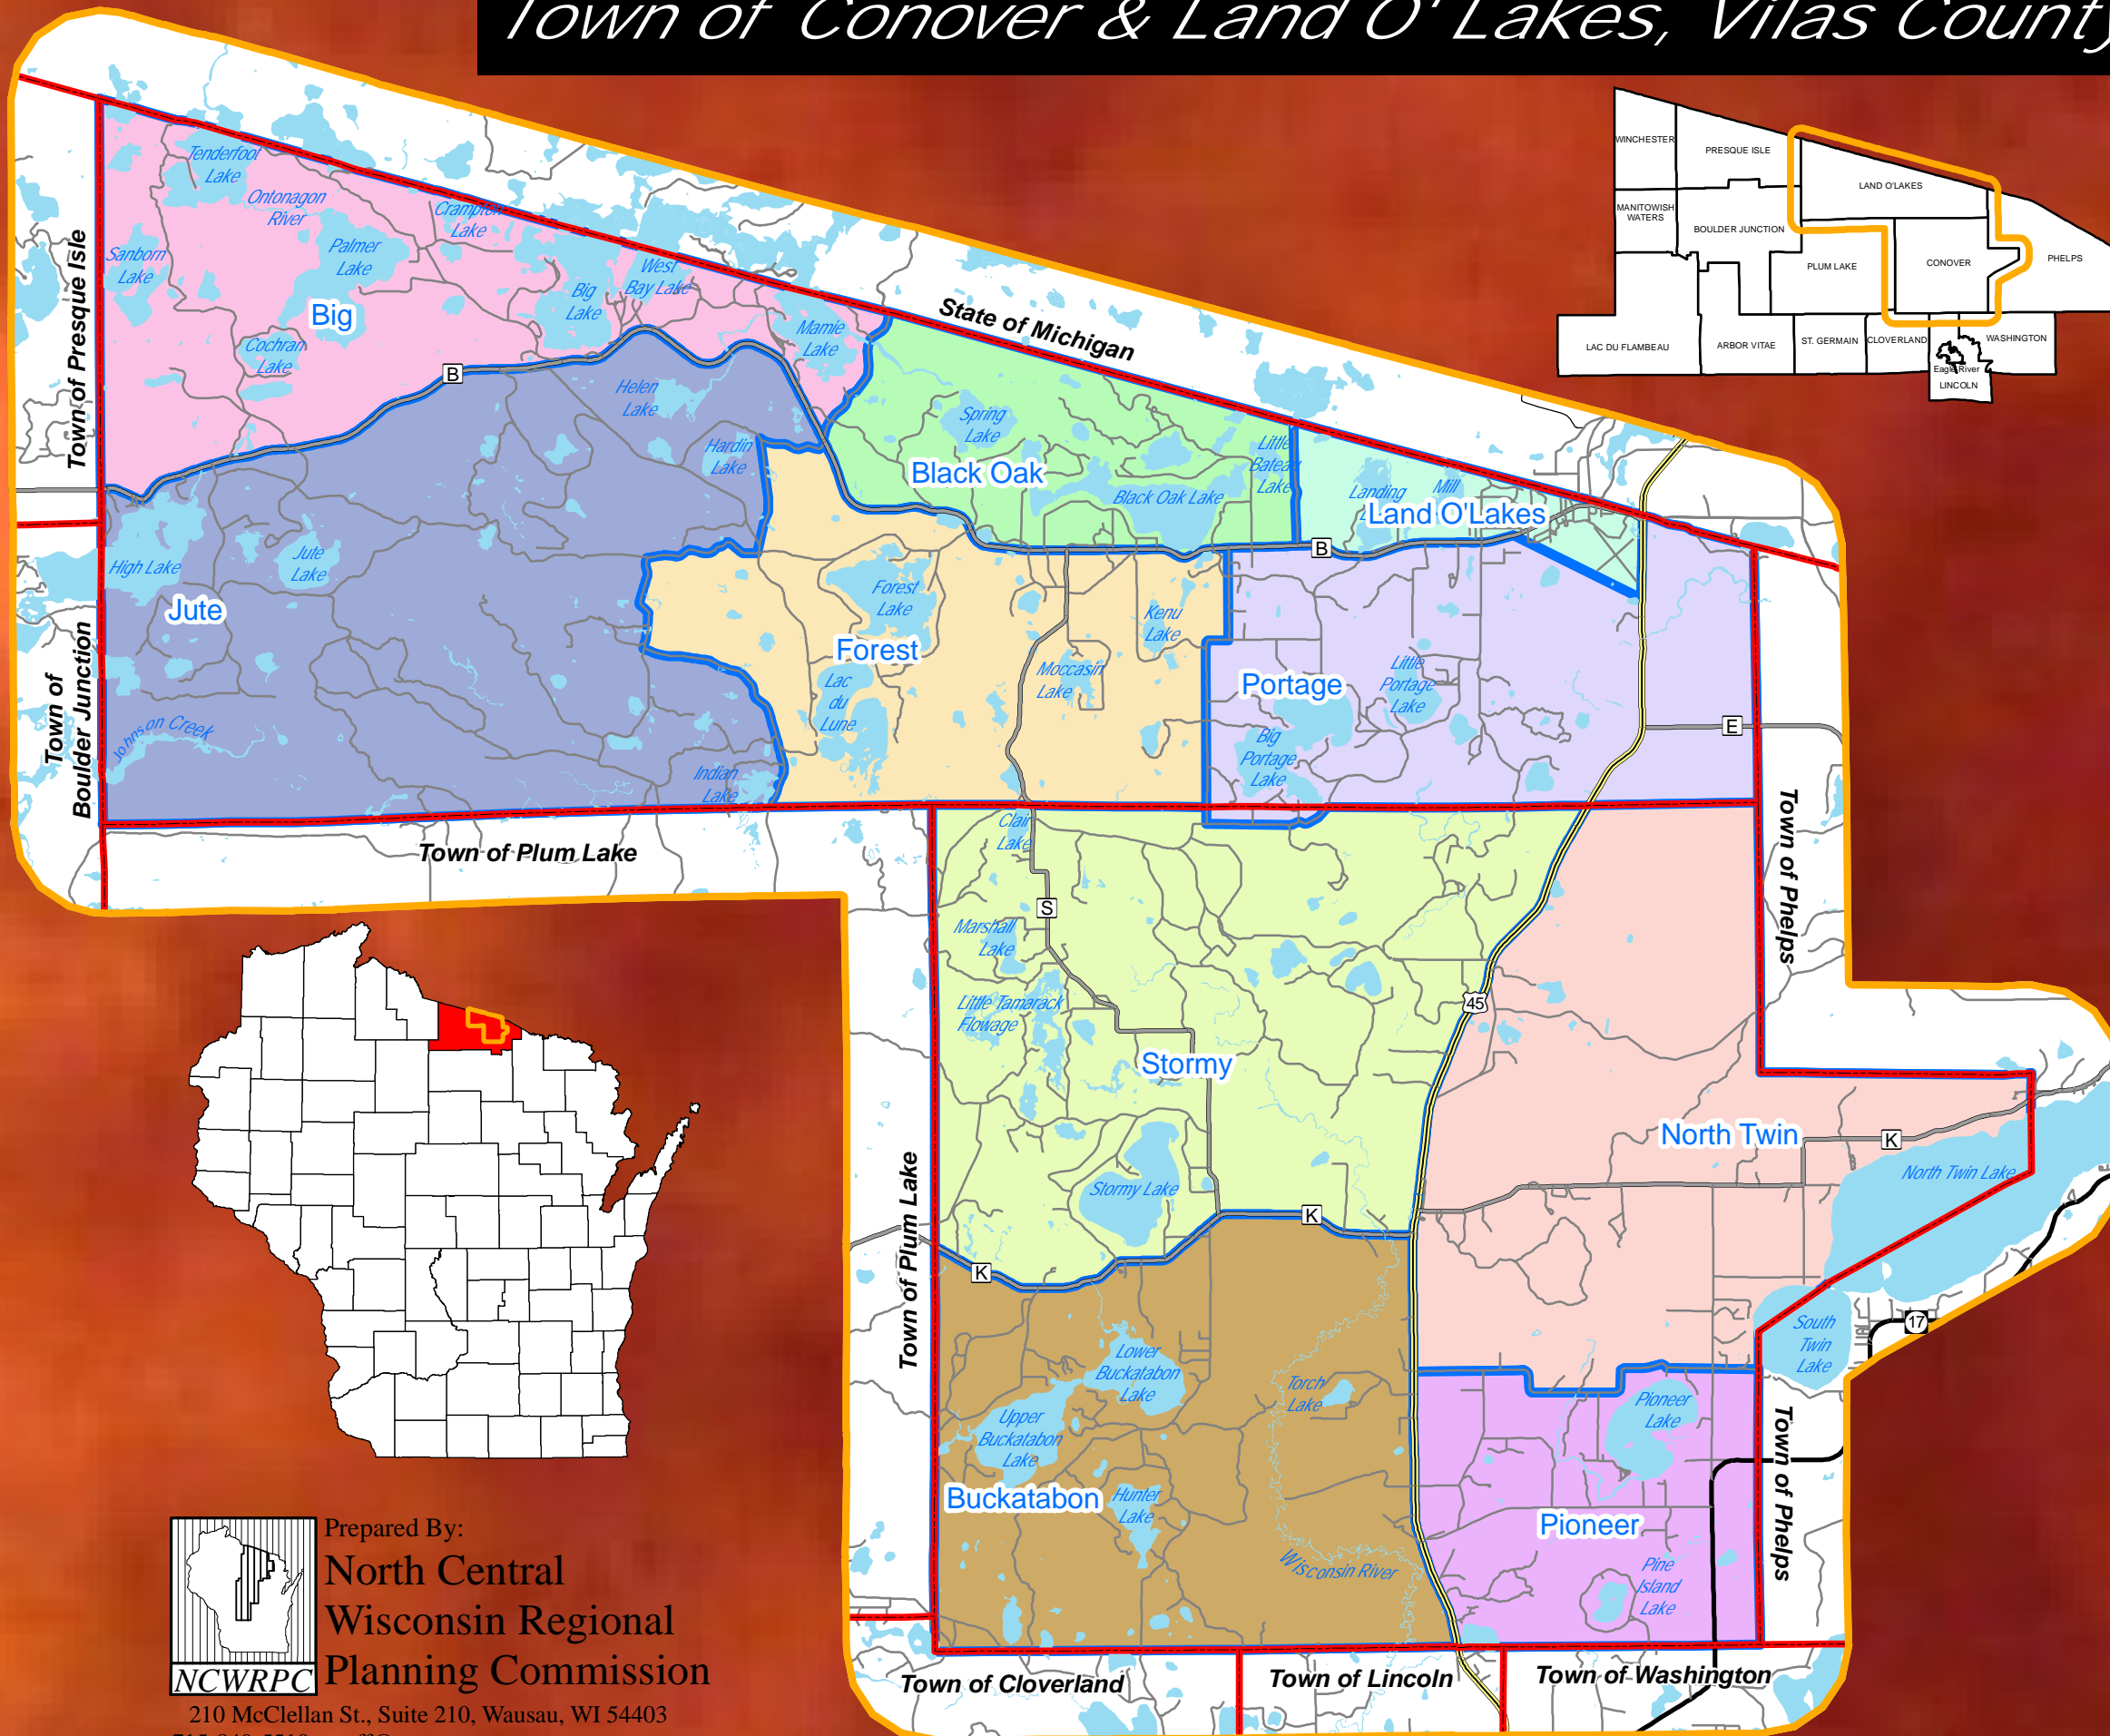 Town of Conover & Land O' Lakes, Vilas County
WINCHESTER
PRESQUE ISLE
LAND O'LAKES
MANITOWISH
WATERS
BOULDER JUNCTION
PLUM LAKE
CONOVER
PHELPS
LAC DU FLAMBEAU
ARBOR VITAE
ST. GERMAIN
CLOVERLAND
WASHINGTON
Eagle River
LINCOLN
Town of Presque Isle
Town of
Boulder Junction
State of Michigan
Tenderfoot
Lake
Ontonagon
River
Crampton
Lake
Sanborn
Lake
Palmer
Lake
Big
Lake
West
Bay Lake
Big
Mamie
Lake
Cochran
Lake
B
Helen
Lake
Hardin
Lake
Spring
Lake
Black Oak
Black Oak Lake
Little
Bateau
Lake
Landing
Mill
Land O'Lakes
B
High Lake
Jute
Lake
Jute
Forest
Lake
Forest
Kenu
Lake
Moccasin
Lake
Lac
du
Lune
Portage
Little
Portage
Lake
Big
Portage
Lake
E
Johnson Creek
Indian
Lake
Town of Plum Lake
Town of Phelps
Clair
Lake
S
Marshall
Lake
Little Tamarack
Flowage
45
Stormy
Stormy Lake
North Twin
K
North Twin Lake
K
K
Town of Plum Lake
17
South
Twin
Lake
Lower
Buckatabon
Lake
Upper
Buckatabon
Lake
Torch
Lake
Pioneer
Lake
Buckatabon
Hunter
Lake
Pioneer
Wisconsin River
Pine
Island
Lake
Town of Phelps
Town of Cloverland
Town of Lincoln
Town of Washington
NCWRPC
Prepared By:
North Central
Wisconsin Regional
Planning Commission
210 McClellan St., Suite 210, Wausau, WI 54403